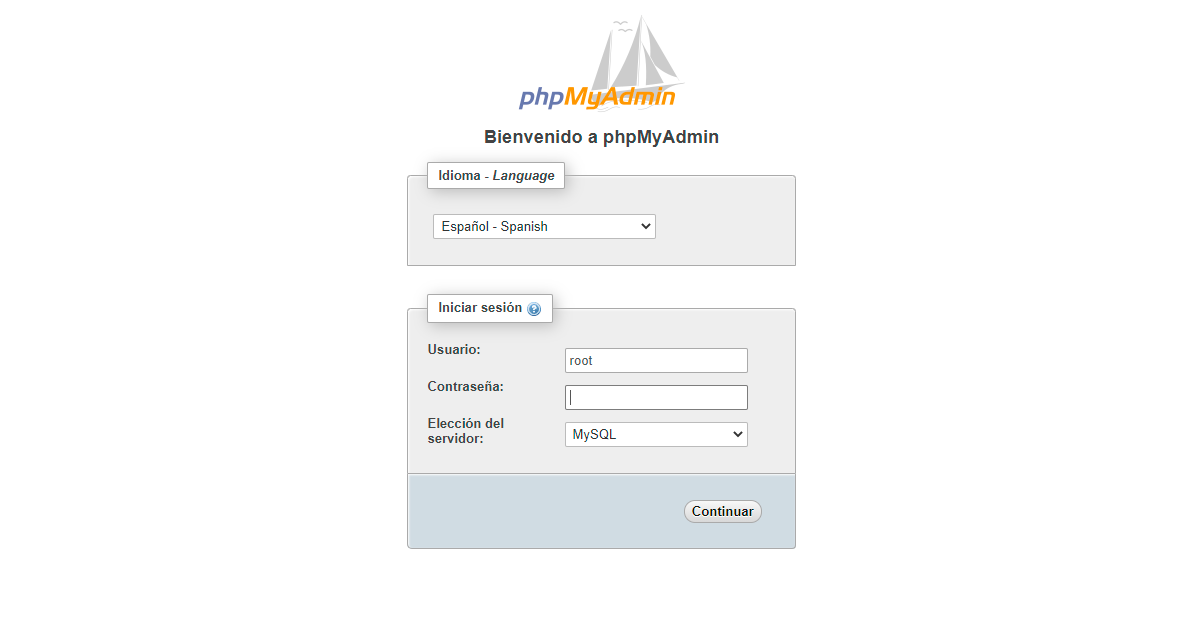 phpMyAdmin
Bienvenido a phpMyAdmin
Idioma - Language
Español - Spanish
Iniciar sesión
Usuario:
root
Contraseña:
Elección del
servidor:
MySQL
Continuar